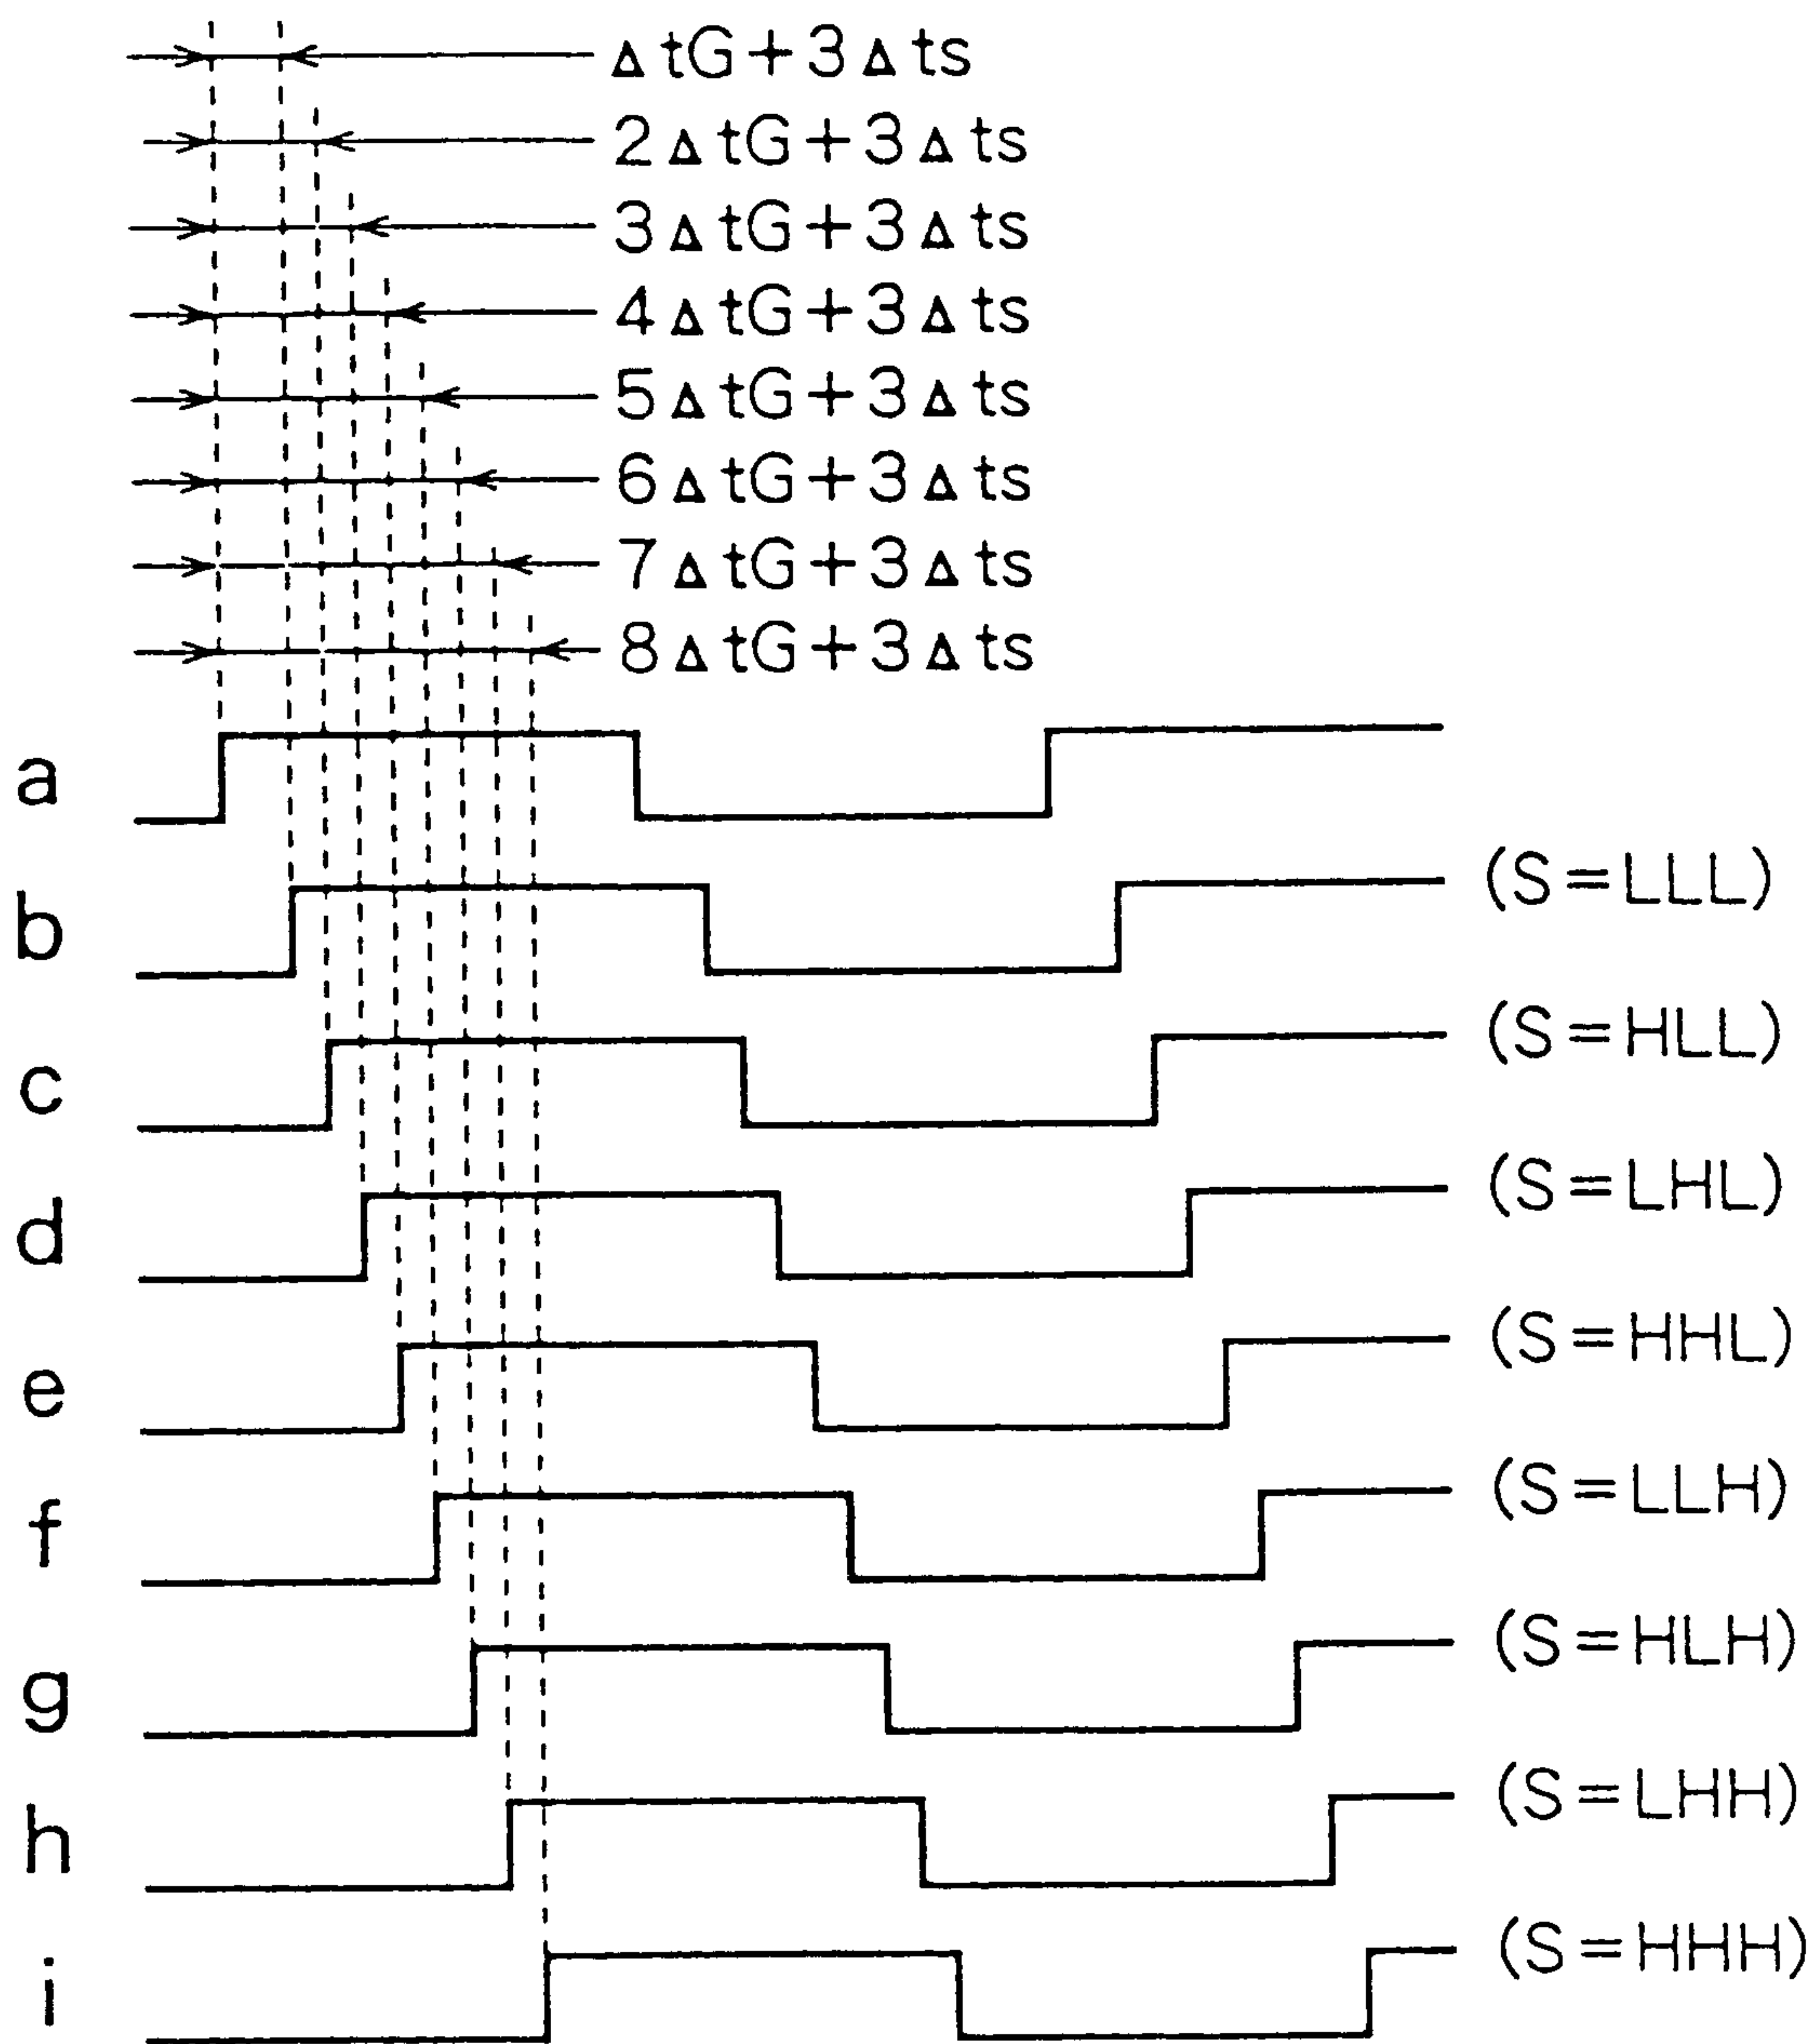 ΔtG+3Δts
2ΔtG+3Δts
3ΔtG+3Δts
4ΔtG+3Δts
5ΔtG+3Δts
6ΔtG+3Δts
7ΔtG+3Δts
8ΔtG+3Δts
a
b (S=LLL)
c (S=HLL)
d (S=LHL)
e (S=HHL)
f (S=LLH)
g (S=HLH)
h (S=LHH)
i (S=HHH)